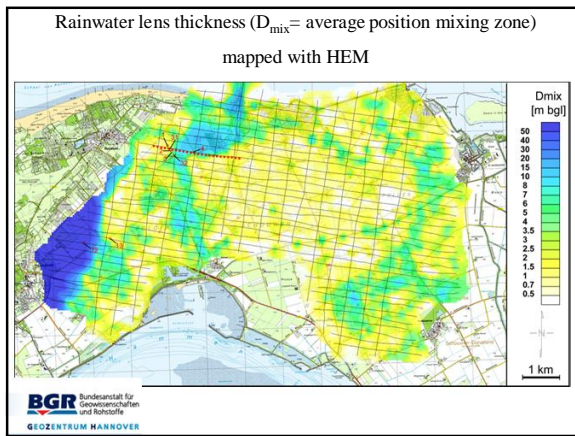 Rainwater lens thickness (Dmix= average position mixing zone)
mapped with HEM
Dmix
[m bgl]
50
40
30
20
15
10
9
8
7
6
5
4
3.5
3
2.5
2
1.5
1
0.7
0.5
1 km
BGR Bundesanstalt für
Geowissenschaften
und Rohstoffe
GEOZENTRUM HANNOVER